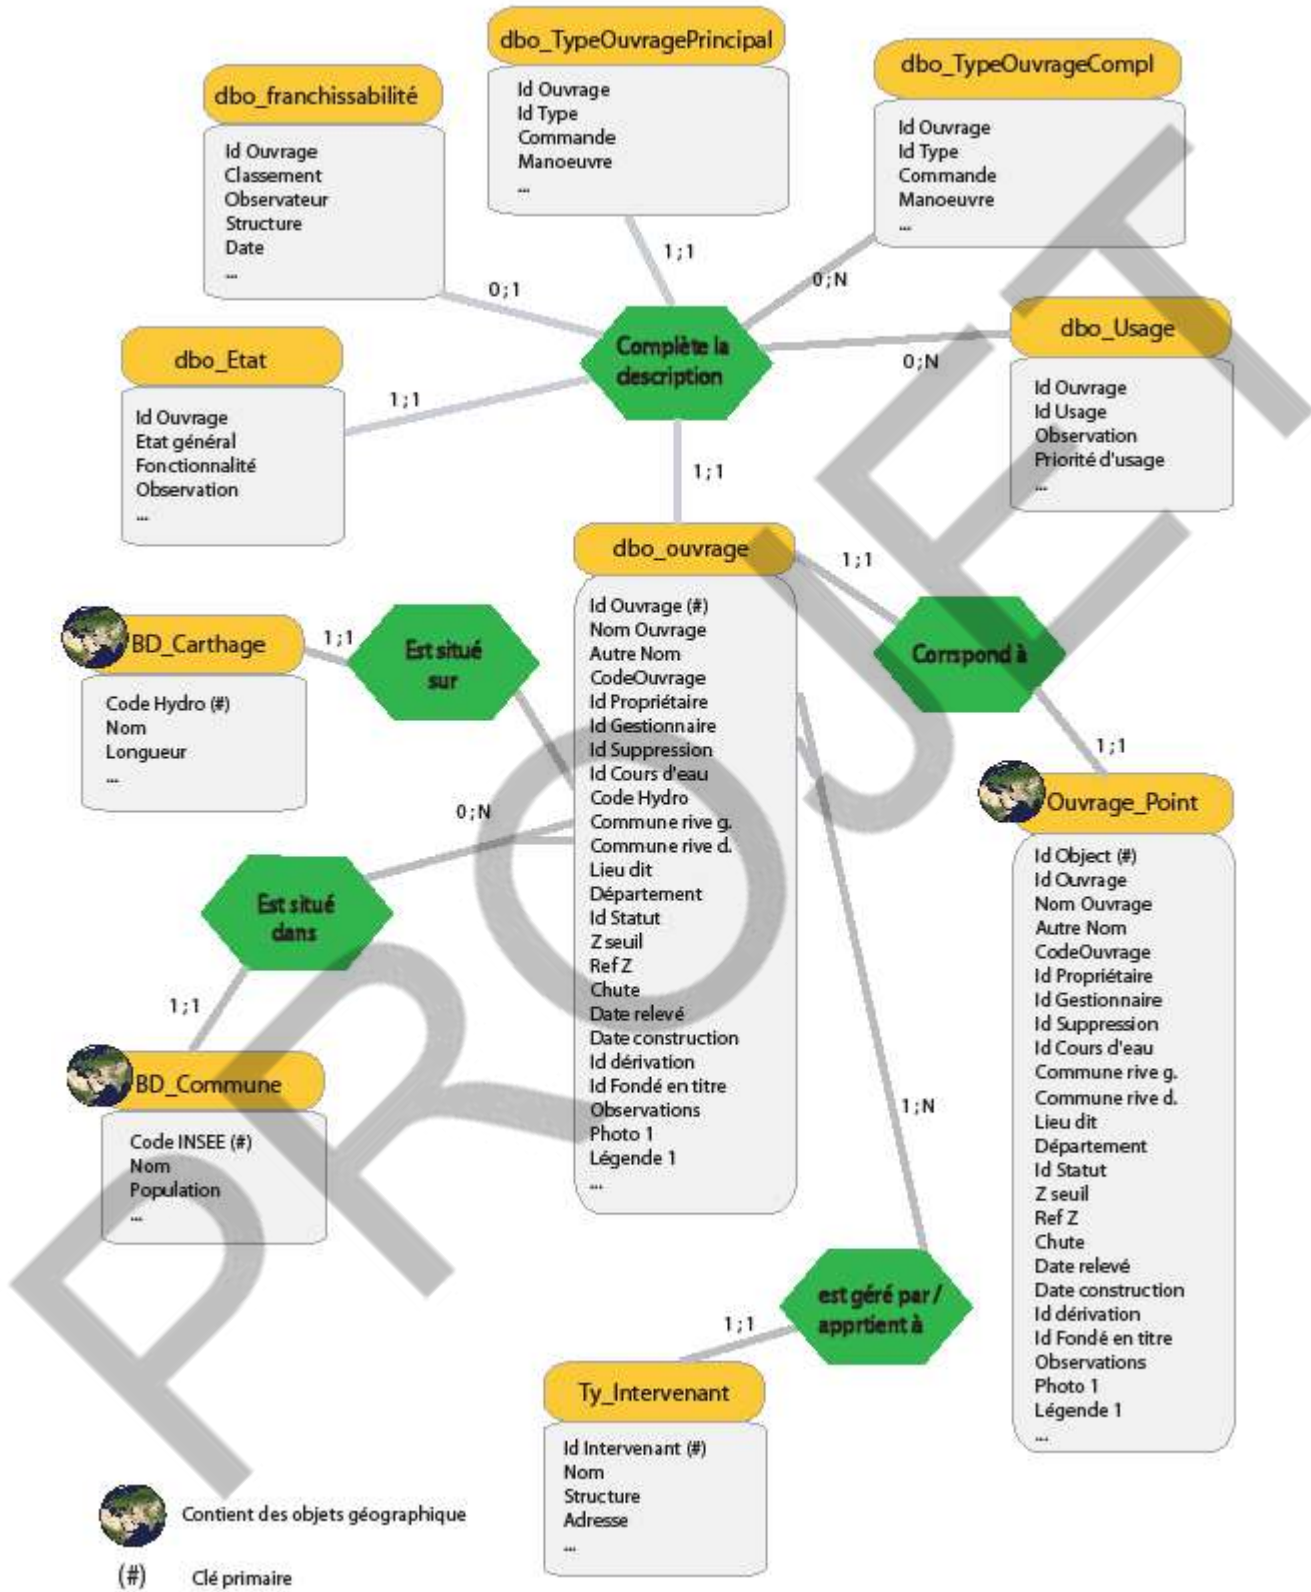 dbo_TypeOuvragePrincipal
Id Ouvrage
Id Type
Commande
Manoeuvre
...
dbo_TypeOuvrageCompl
Id Ouvrage
Id Type
Commande
Manoeuvre
...
dbo_franchissabilité
Id Ouvrage
Classement
Observateur
Structure
Date
...
1;1
0;N
0;1
dbo_Etat
Id Ouvrage
Etat général
Fonctionnalité
Observation
...
1;1
Complète la
description
0;N
dbo_Usage
Id Ouvrage
Id Usage
Observation
Priorité d'usage
...
1;1
dbo_ouvrage
Id Ouvrage (#)
Nom Ouvrage
Autre Nom
CodeOuvrage
Id Propriétaire
Id Gestionnaire
Id Suppression
Id Cours d'eau
Code Hydro
Commune rive g.
Commune rive d.
Lieu dit
Département
Id Statut
Z seuil
Ref Z
Chute
Date relevé
Date construction
Id dérivation
Id Fondé en titre
Observations
Photo 1
Légende 1
...
1;1
Corrspond à
1;1
BD_Carthage
Code Hydro (#)
Nom
Longueur
...
1;1
Est situé
sur
0;N
Est situé
dans
1;1
BD_Commune
Code INSEE (#)
Nom
Population
...
Ouvrage_Point
Id Object (#)
Id Ouvrage
Nom Ouvrage
Autre Nom
CodeOuvrage
Id Propriétaire
Id Gestionnaire
Id Suppression
Id Cours d'eau
Commune rive g.
Commune rive d.
Lieu dit
Département
Id Statut
Z seuil
Ref Z
Chute
Date relevé
Date construction
Id dérivation
Id Fondé en titre
Observations
Photo 1
Légende 1
...
1;N
est géré par /
apprtient à
1;1
Ty_Intervenant
Id Intervenant (#)
Nom
Structure
Adresse
...
Contient des objets géographique
(#) Clé primaire
PROJET